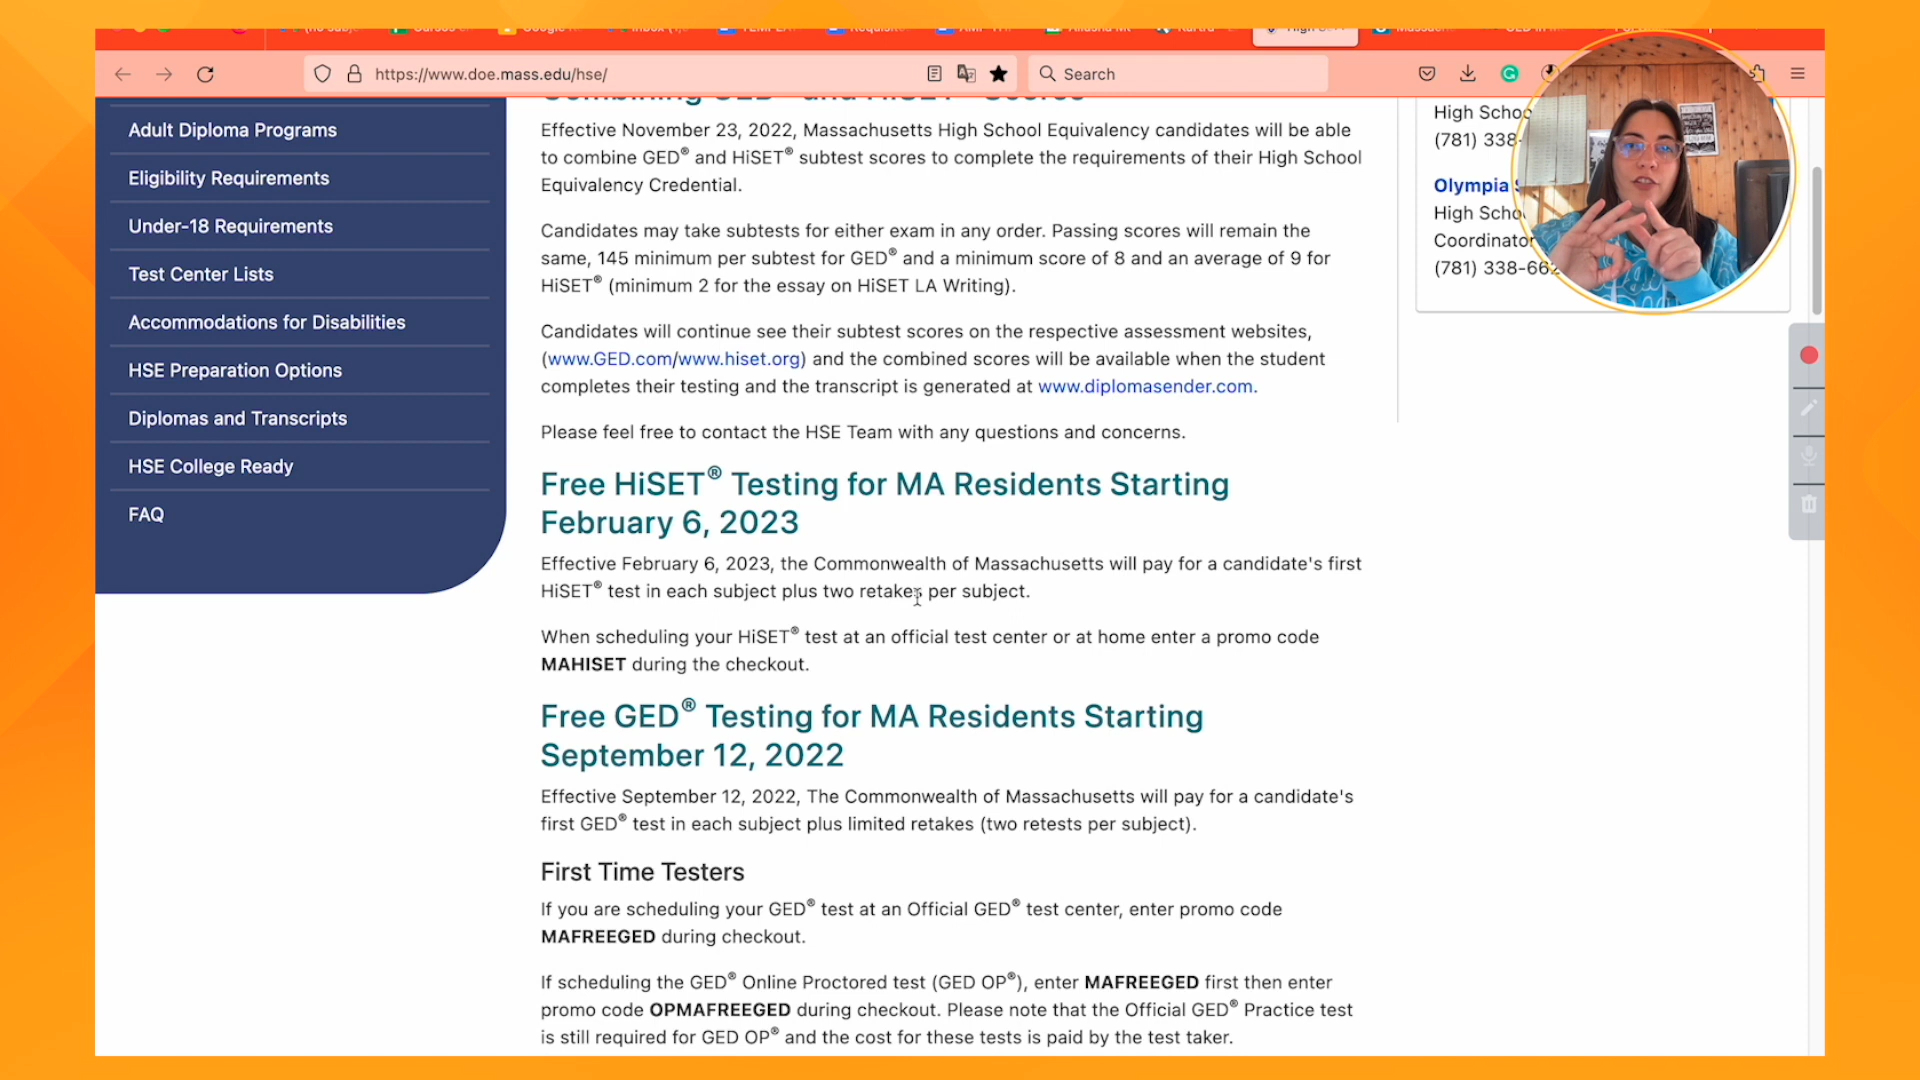 https://www.doe.mass.edu/hse/
Search
Adult Diploma Programs
Eligibility Requirements
Under-18 Requirements
Test Center Lists
Accommodations for Disabilities
HSE Preparation Options
Diplomas and Transcripts
HSE College Ready
FAQ
Combining GED® and HiSET® Scores
Effective November 23, 2022, Massachusetts High School Equivalency candidates will be able
to combine GED® and HiSET® subtest scores to complete the requirements of their High School
Equivalency Credential.
Candidates may take subtests for either exam in any order. Passing scores will remain the
same, 145 minimum per subtest for GED® and a minimum score of 8 and an average of 9 for
HiSET® (minimum 2 for the essay on HiSET LA Writing).
Candidates will continue see their subtest scores on the respective assessment websites,
(www.GED.com/www.hiset.org) and the combined scores will be available when the student
completes their testing and the transcript is generated at www.diplomasender.com.
Please feel free to contact the HSE Team with any questions and concerns.
Free HiSET® Testing for MA Residents Starting
February 6, 2023
Effective February 6, 2023, the Commonwealth of Massachusetts will pay for a candidate's first
HiSET® test in each subject plus two retakes per subject.
When scheduling your HiSET® test at an official test center or at home enter a promo code
MAHISET during the checkout.
Free GED® Testing for MA Residents Starting
September 12, 2022
Effective September 12, 2022, The Commonwealth of Massachusetts will pay for a candidate's
first GED® test in each subject plus limited retakes (two retests per subject).
First Time Testers
If you are scheduling your GED® test at an Official GED® test center, enter promo code
MAFREEGED during checkout.
If scheduling the GED® Online Proctored test (GED OP®), enter MAFREEGED first then enter
promo code OPMAFREEGED during checkout. Please note that the Official GED® Practice test
is still required for GED OP® and the cost for these tests is paid by the test taker.
High Schoo
(781) 338-
Olympia S
High Schoo
Coordinator
(781) 338-66